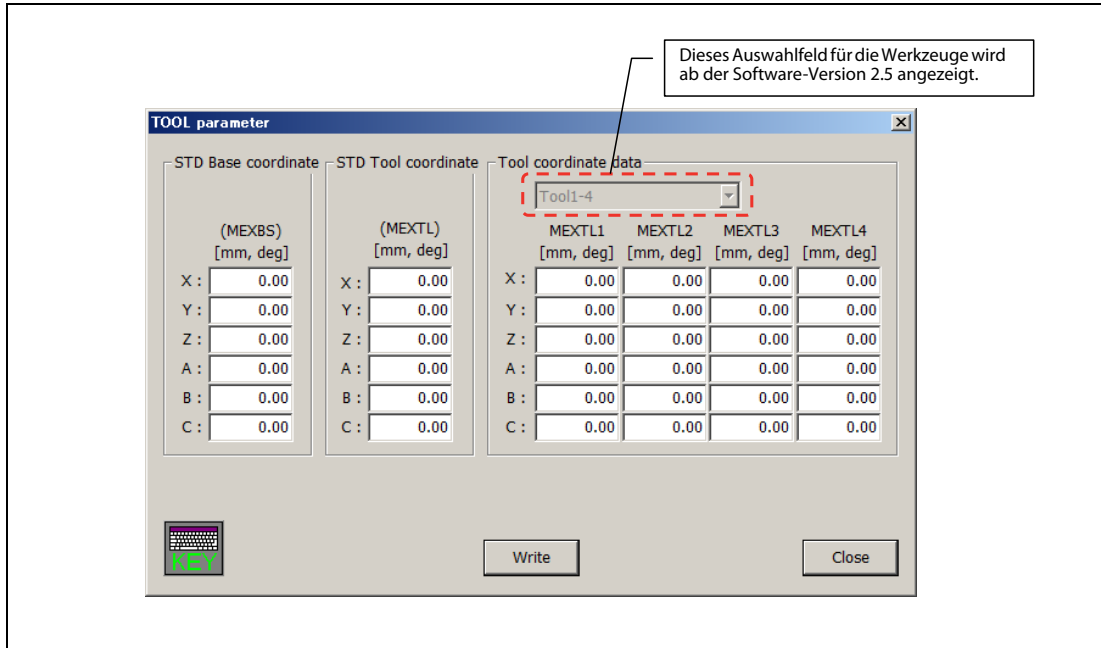 Dieses Auswahlfeld für die Werkzeuge wird
ab der Software-Version 2.5 angezeigt.
TOOL parameter
STD Base coordinate STD Tool coordinate Tool coordinate data
Tool1-4
(MEXBS) (MEXTL) MEXTL1 MEXTL2 MEXTL3 MEXTL4
[mm, deg] [mm, deg] [mm, deg] [mm, deg] [mm, deg] [mm, deg]
X : 0.00 X : 0.00 X : 0.00 0.00 0.00 0.00
Y : 0.00 Y : 0.00 Y : 0.00 0.00 0.00 0.00
Z : 0.00 Z : 0.00 Z : 0.00 0.00 0.00 0.00
A : 0.00 A : 0.00 A : 0.00 0.00 0.00 0.00
B : 0.00 B : 0.00 B : 0.00 0.00 0.00 0.00
C : 0.00 C : 0.00 C : 0.00 0.00 0.00 0.00
KEY
Write Close